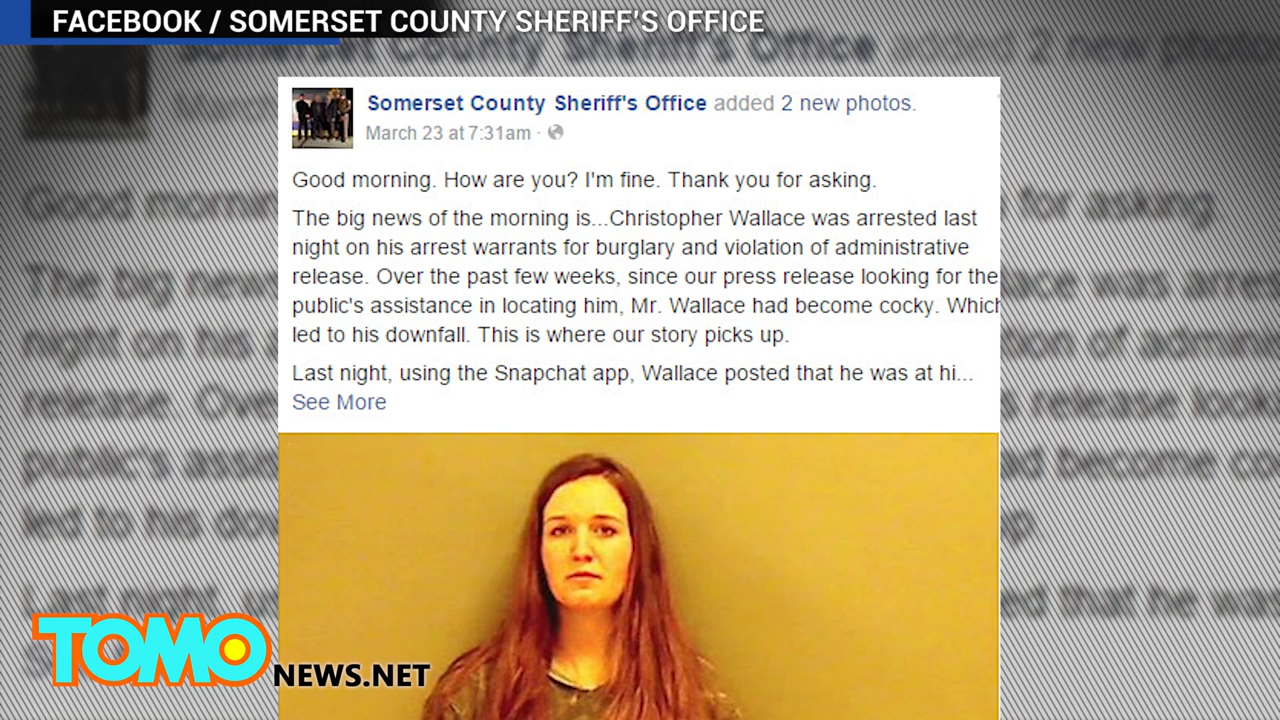 FACEBOOK / SOMERSET COUNTY SHERIFF'S OFFICE
Somerset County Sheriff's Office added 2 new photos.
March 23 at 7:31am ·
Good morning. How are you? I'm fine. Thank you for asking.
The big news of the morning is...Christopher Wallace was arrested last
night on his arrest warrants for burglary and violation of administrative
release. Over the past few weeks, since our press release looking for the
public's assistance in locating him, Mr. Wallace had become cocky. Which
led to his downfall. This is where our story picks up.
Last night, using the Snapchat app, Wallace posted that he was at hi...
See More
TOMO
NEWS.NET